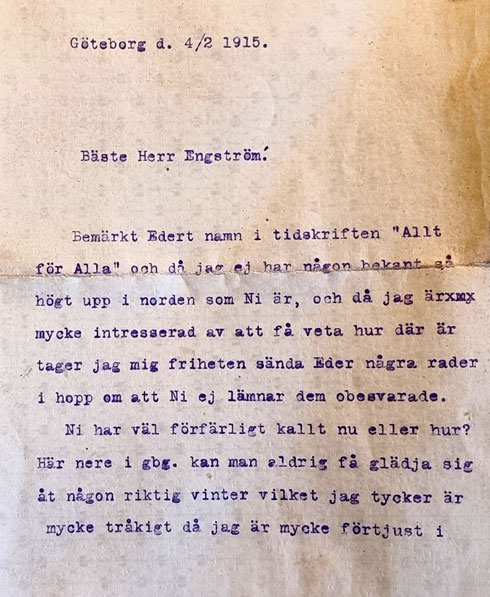 Göteborg d. 4/2 1915.
Bäste Herr Engström!
Bemärkt Edert namn i tidskriften "Allt
för Alla" och då jag ej har någon bekant så
högt upp i norden som Ni är, och då jag ärxmx
mycke intresserad av att få veta hur där är
tager jag mig friheten sända Eder några rader
i hopp om att Ni ej lämnar dem obesvarade.
Ni har väl förfärligt kallt nu eller hur?
Här nere i gbg. kan man aldrig få glädja sig
åt någon riktig vinter vilket jag tycker är
mycke tråkigt då jag är mycke förtjust i